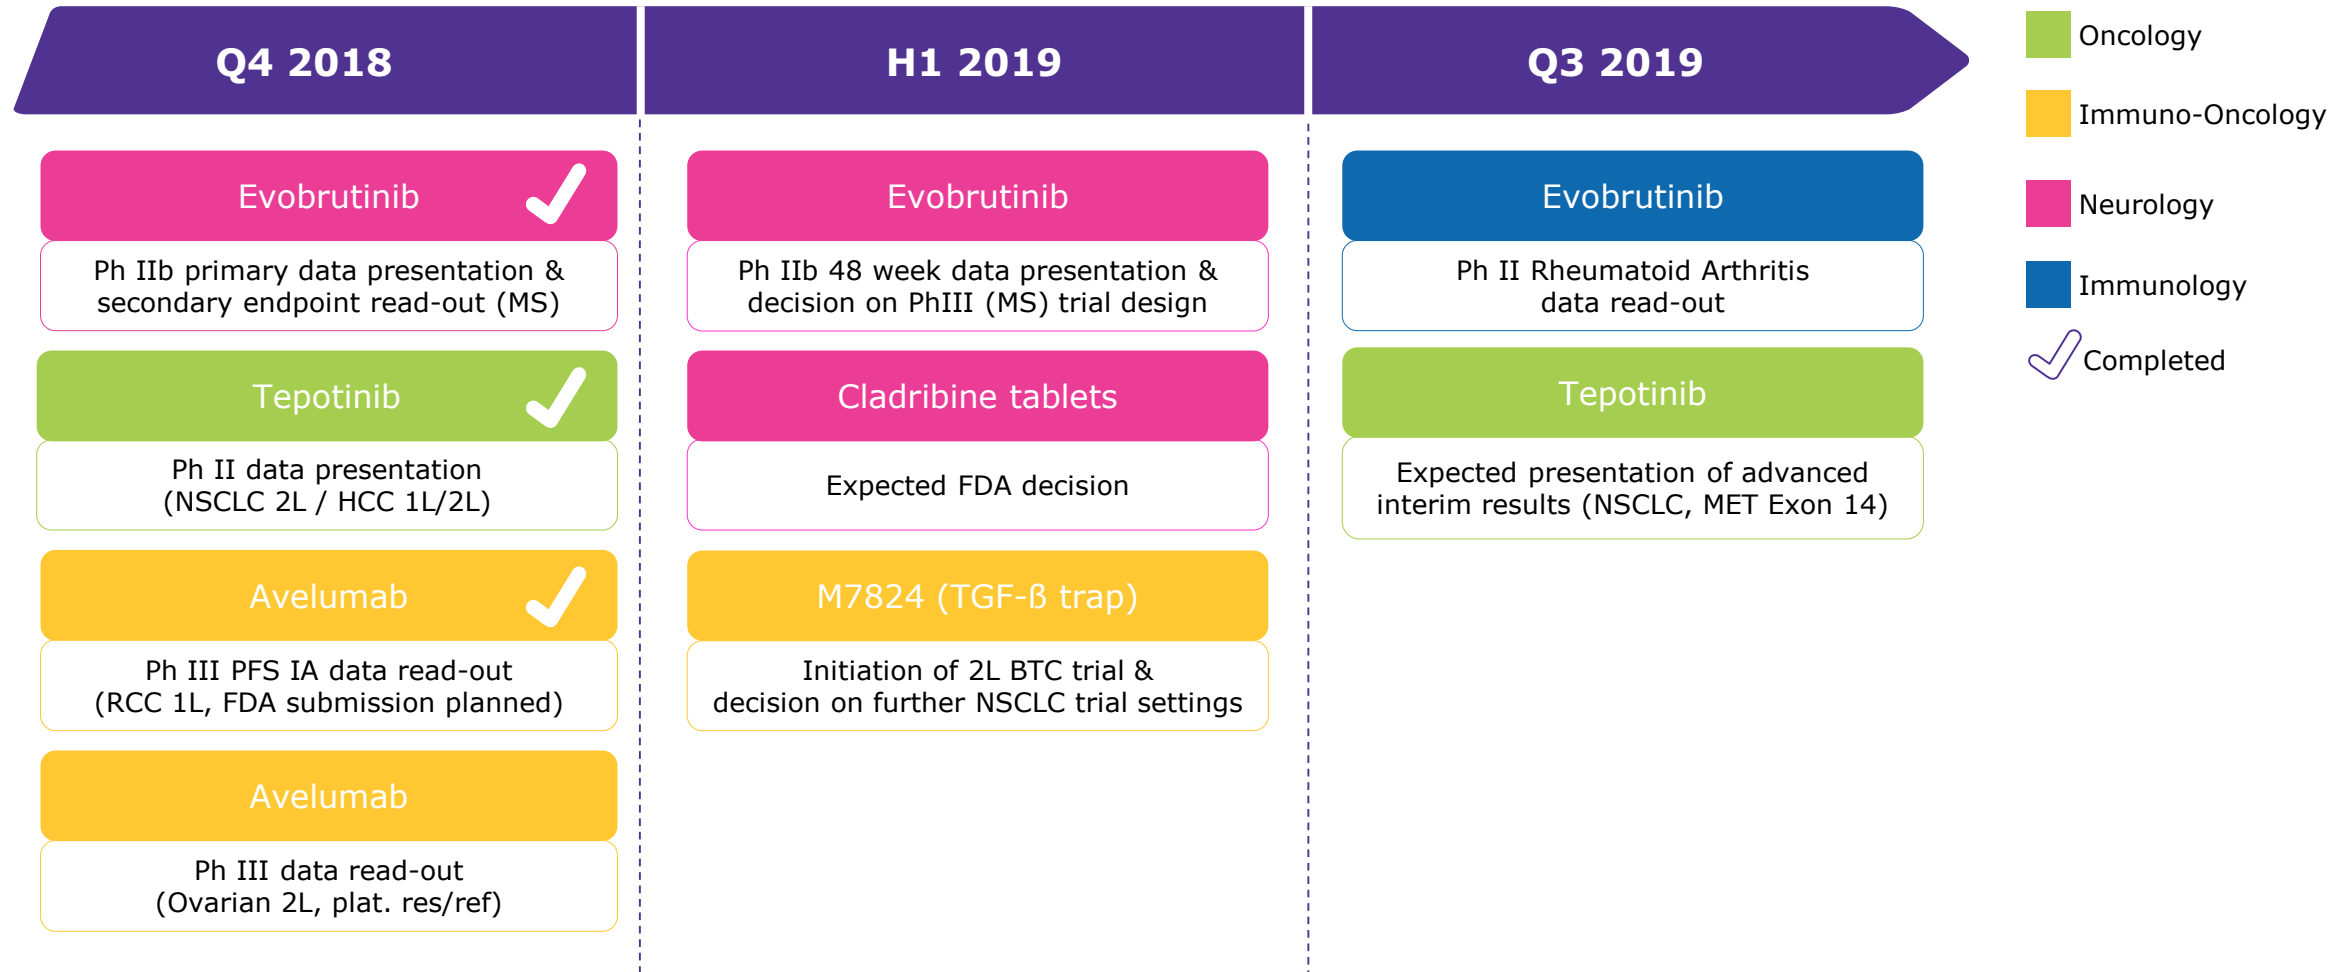 Q4 2018
H1 2019
Q3 2019
Evobrutinib
Ph IIb primary data presentation &
secondary endpoint read-out (MS)
Tepotinib
Ph II data presentation
(NSCLC 2L / HCC 1L/2L)
Avelumab
Ph III PFS IA data read-out
(RCC 1L, FDA submission planned)
Avelumab
Ph III data read-out
(Ovarian 2L, plat. res/ref)
Evobrutinib
Ph IIb 48 week data presentation &
decision on PhIII (MS) trial design
Cladribine tablets
Expected FDA decision
M7824 (TGF-ß trap)
Initiation of 2L BTC trial &
decision on further NSCLC trial settings
Evobrutinib
Ph II Rheumatoid Arthritis
data read-out
Tepotinib
Expected presentation of advanced
interim results (NSCLC, MET Exon 14)
Oncology
Immuno-Oncology
Neurology
Immunology
Completed